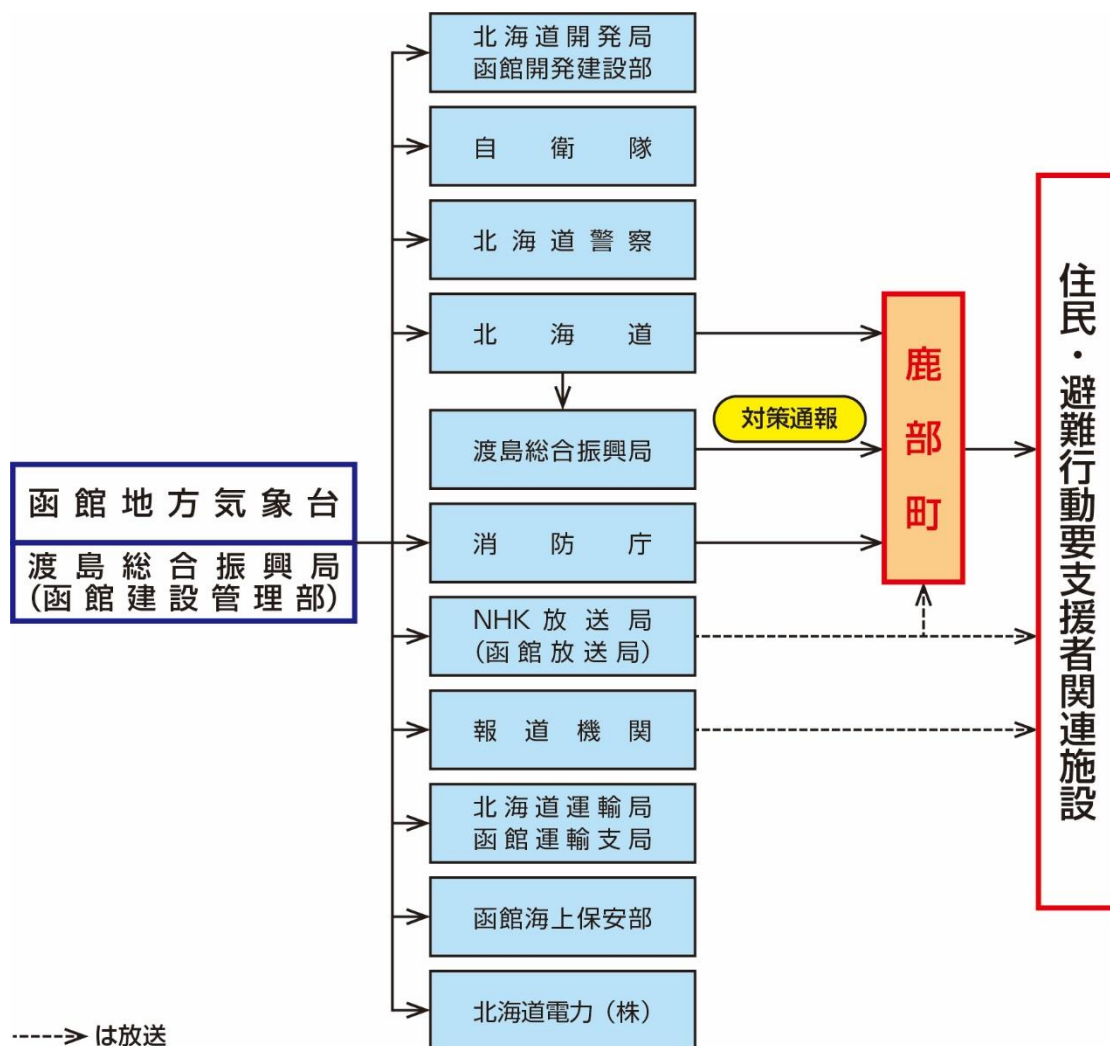 函館地方気象台
渡島総合振興局
(函館建設管理部)
北海道開発局
函館開発建設部
自衛隊
北海道警察
北海道
渡島総合振興局
消防庁
NHK放送局
(函館放送局)
報道機関
北海道運輸局
函館運輸支局
函館海上保安部
北海道電力(株)
対策通報
鹿部町
住民・避難行動要支援者関連施設
は放送